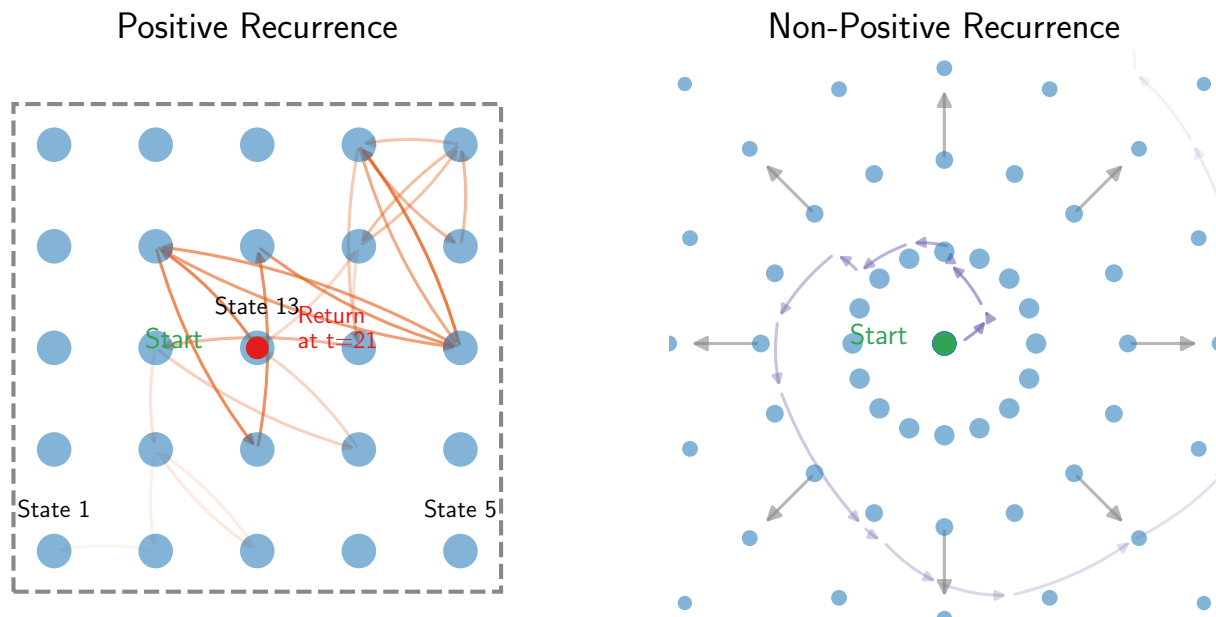 Positive Recurrence
Non-Positive Recurrence
State 13
Start
Return
at t=21
Start
State 1
State 5